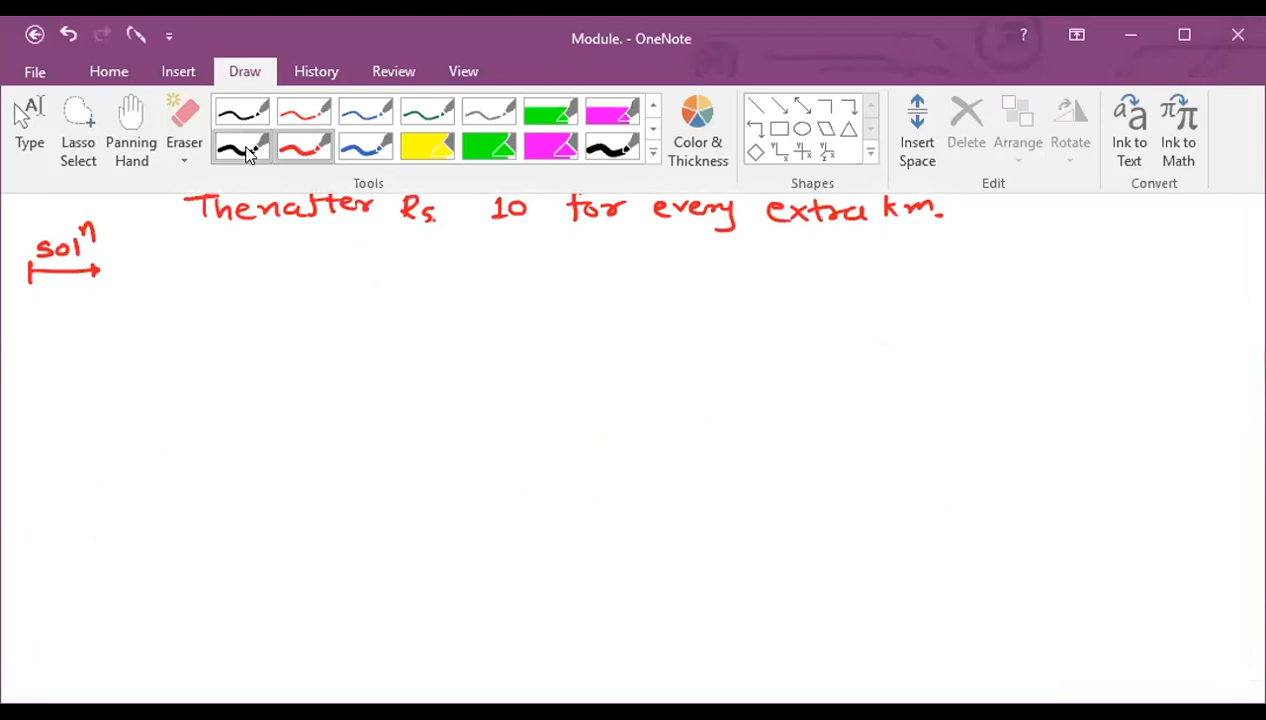 Module. - OneNote
?
File Home Insert Draw History Review View
Type
Lasso Select
Panning Hand
Eraser
Color & Thickness
Insert Space
Delete
Arrange
Rotate
Ink to Text
Ink to Math
Tools
Shapes
Edit
Convert
Thenafter Rs. 10 for every extra km.
solⁿ